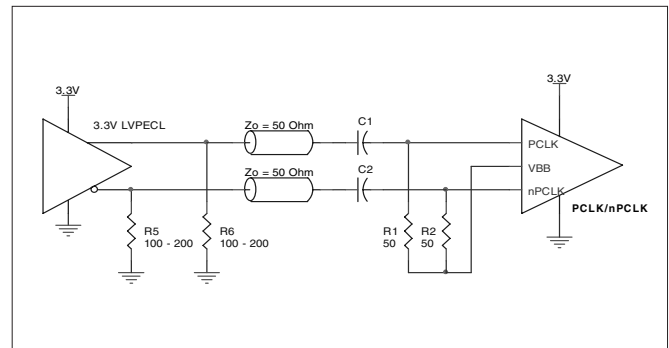 3.3V
3.3V LVPECL
Zo = 50 Ohm
C1
3.3V
PCLK
Zo = 50 Ohm
C2
VBB
nPCLK
PCLK/nPCLK
R5
100 - 200
R6
100 - 200
R1
50
R2
50